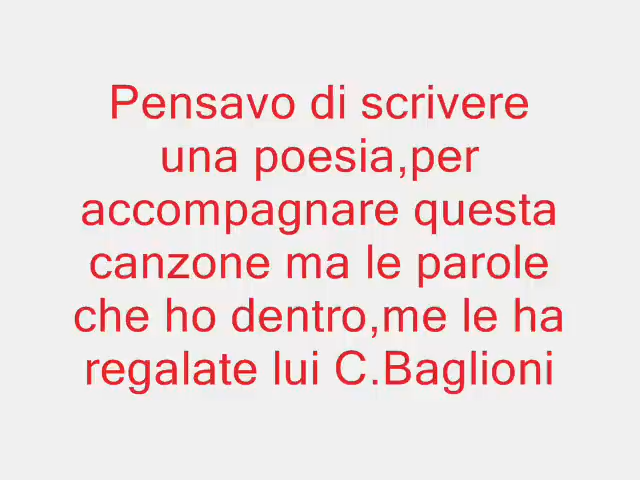 Pensavo di scrivere
una poesia,per
accompagnare questa
canzone ma le parole
che ho dentro,me le ha
regalate lui C.Baglioni